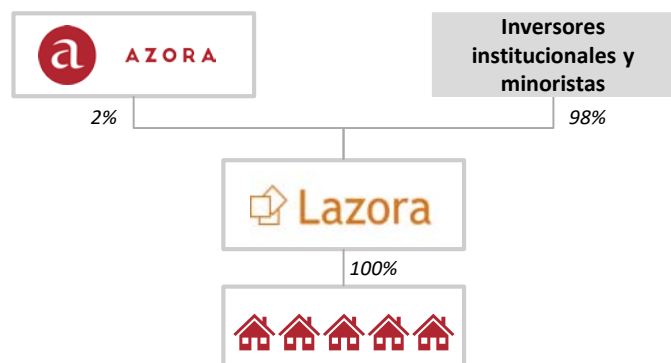 a AZORA
Inversores
institucionales y
minoristas
2%
98%
Lazora
100%